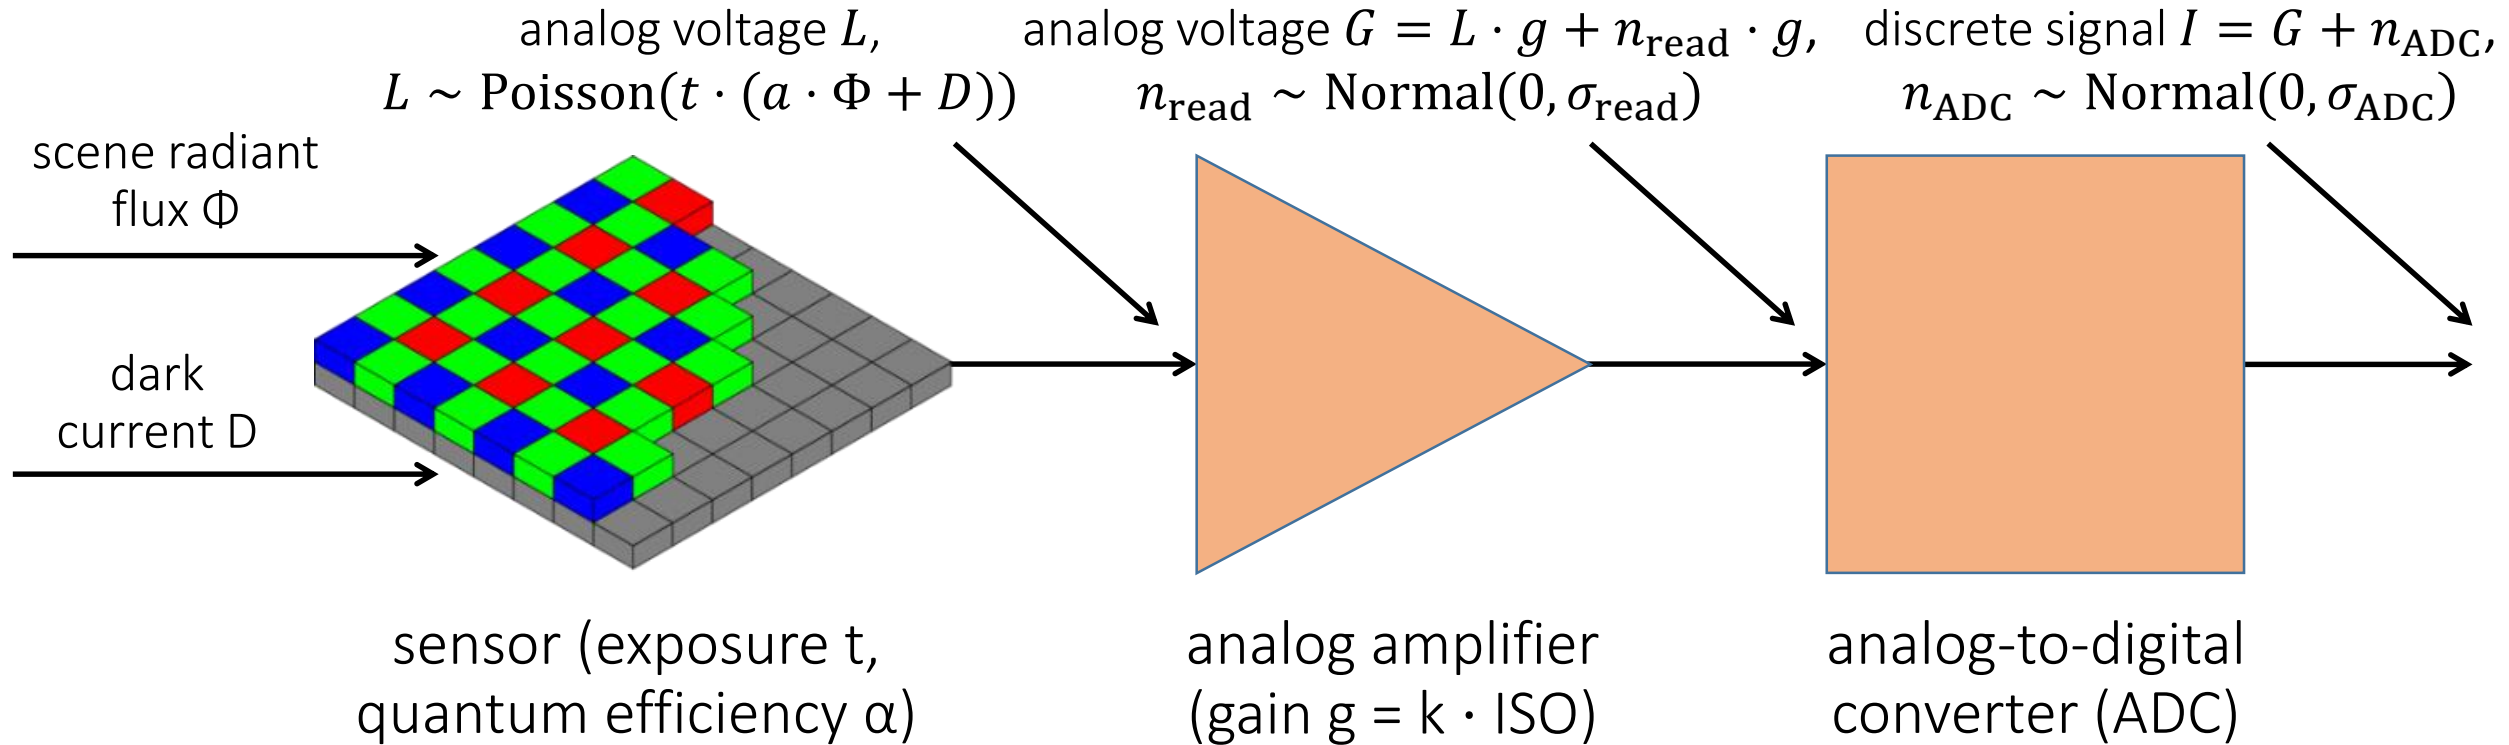 analog voltage L,
L ~ Poisson(t · (a · Φ + D))
analog voltage G = L · g + n_read · g,
n_read ~ Normal(0, σ_read)
discrete signal I = G + n_ADC,
n_ADC ~ Normal(0, σ_ADC)
scene radiant
flux Φ
dark
current D
sensor (exposure t,
quantum efficiency α)
analog amplifier
(gain g = k · ISO)
analog-to-digital
converter (ADC)